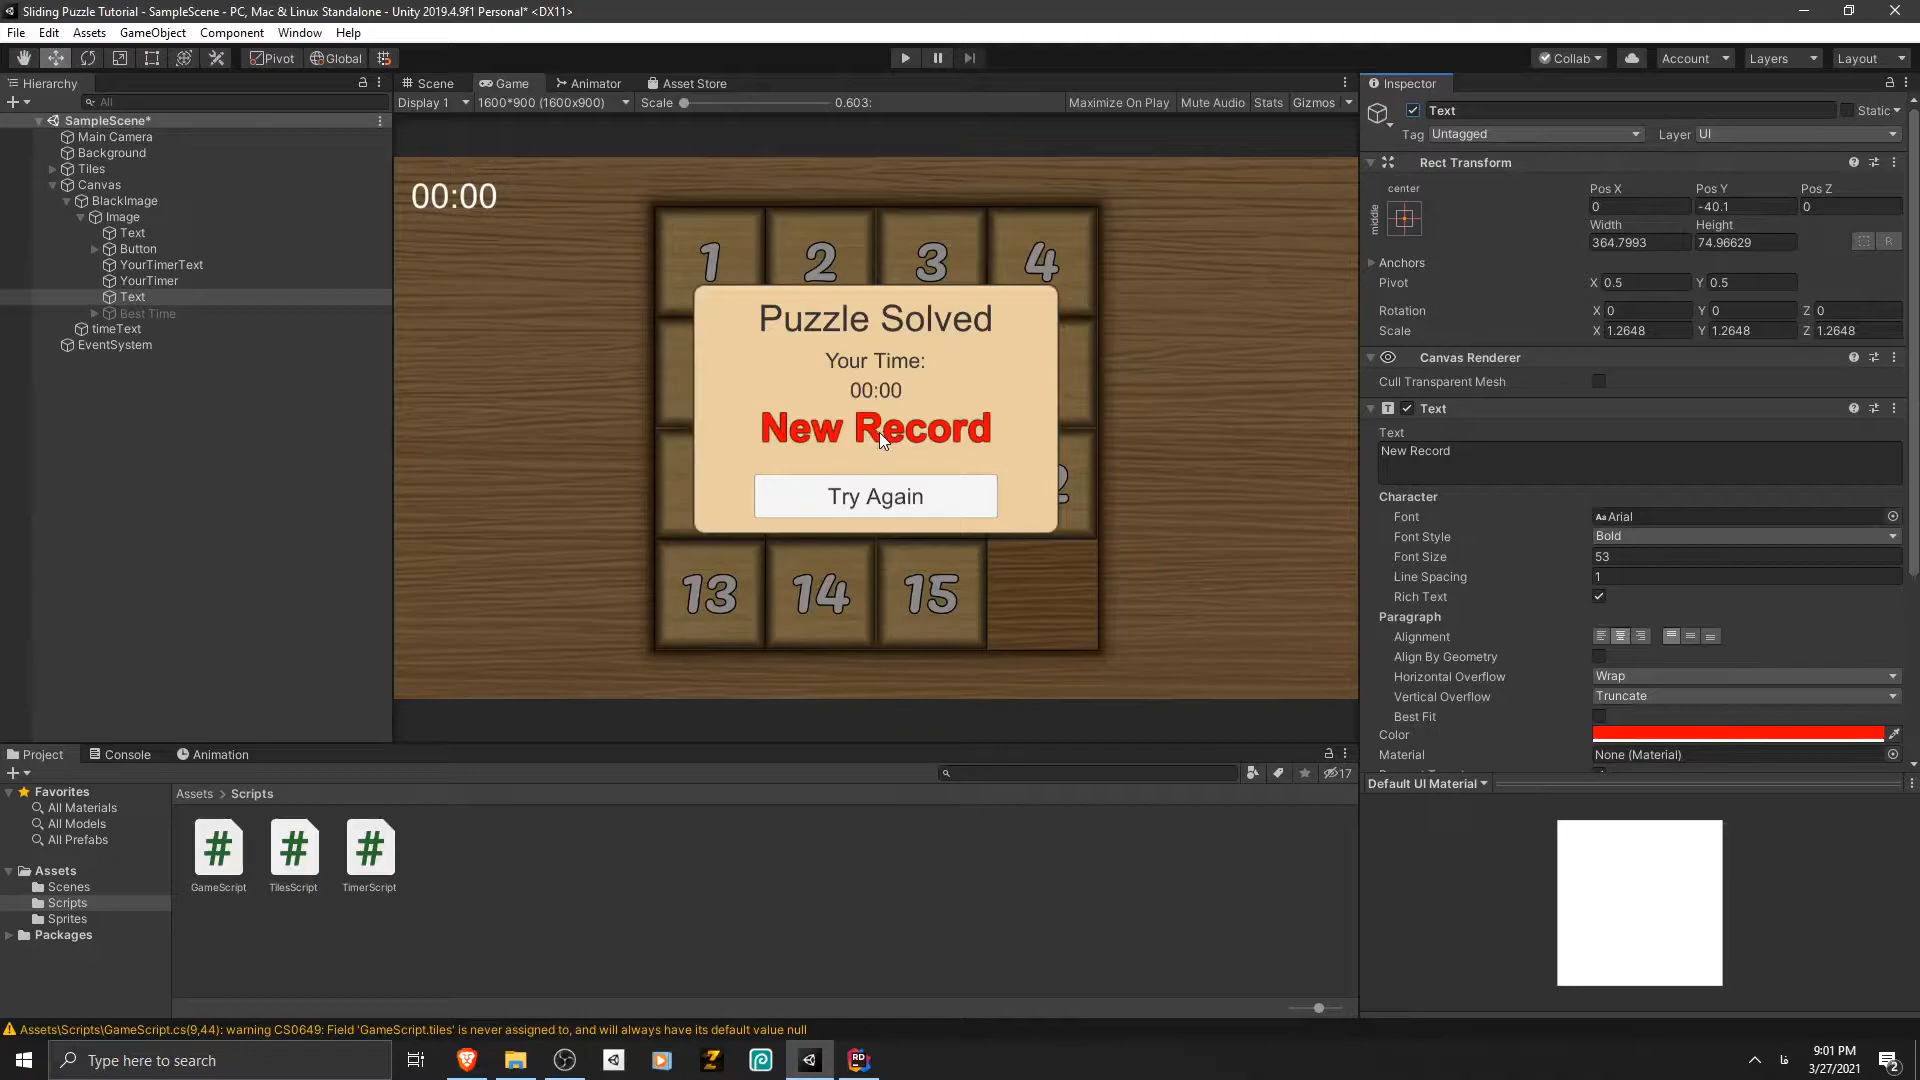 Sliding Puzzle Tutorial - SampleScene - PC, Mac & Linux Standalone - Unity 2019.4.9f1 Personal* <DX11>
File Edit Assets GameObject Component Window Help
Pivot Global Collab Account Layers Layout
Hierarchy
All
SampleScene*
Main Camera
Background
Tiles
Canvas
BlackImage
Image
Text
Button
YourTimerText
YourTimer
Text
Best Time
timeText
EventSystem
Scene Game Animator Asset Store
Display 1 1600*900 (1600x900) Scale 0.603: Maximize On Play Mute Audio Stats Gizmos
00:00
1 2 3 4
Puzzle Solved
Your Time:
00:00
New Record
2
Try Again
13 14 15
Inspector
Text Static
Tag Untagged Layer UI
Rect Transform
center
middle
Pos X Pos Y Pos Z
0 -40.1 0
Width Height
364.7993 74.96629
R
Anchors
Pivot X 0.5 Y 0.5
Rotation X 0 Y 0 Z 0
Scale X 1.2648 Y 1.2648 Z 1.2648
Canvas Renderer
Cull Transparent Mesh
Text
Text
New Record
Character
Font Arial
Font Style Bold
Font Size 53
Line Spacing 1
Rich Text
Paragraph
Alignment
Align By Geometry
Horizontal Overflow Wrap
Vertical Overflow Truncate
Best Fit
Color
Material None (Material)
Default UI Material
Project Console Animation
17
Favorites
All Materials
All Models
All Prefabs
Assets
Scenes
Scripts
Sprites
Packages
Assets > Scripts
GameScript TilesScript TimerScript
Assets\Scripts\GameScript.cs(9,44): warning CS0649: Field 'GameScript.tiles' is never assigned to, and will always have its default value null
Type here to search
RD
فا
9:01 PM
3/27/2021
2